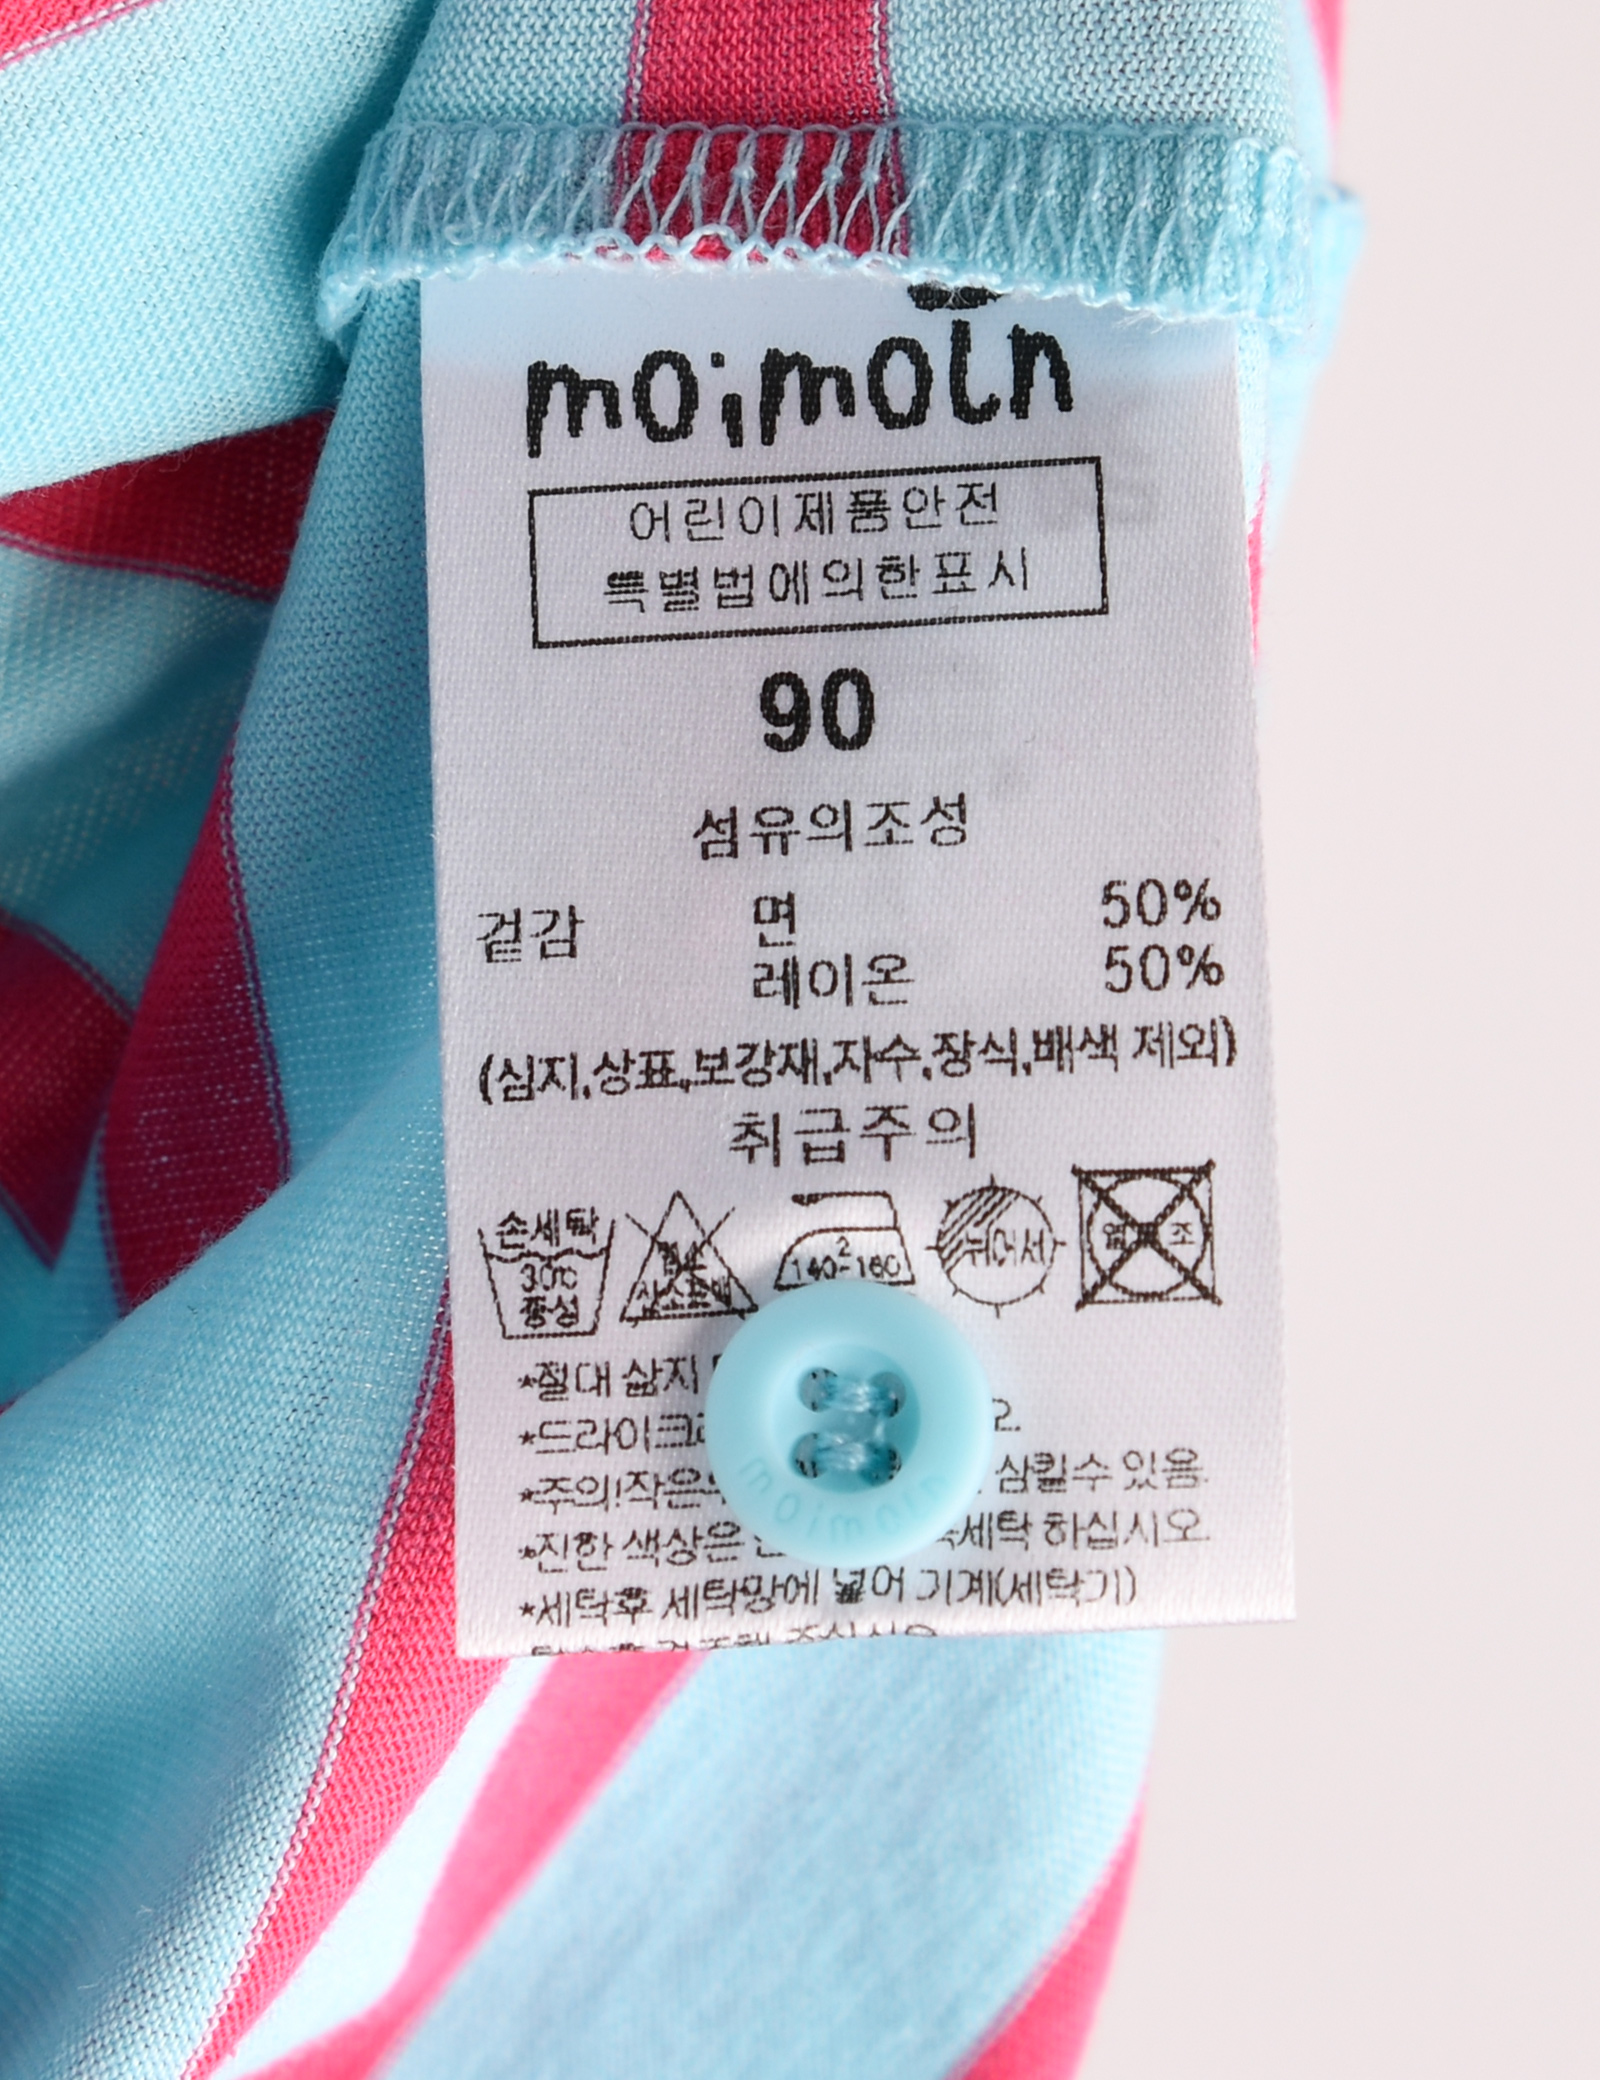 moimoln
어린이제품안전
특별법에의한표시
90
섬유의조성
겉감 면 50%
레이온 50%
(심지,상표,보강재,자수,장식,배색 제외)
취급주의
손세탁
30℃
중성
2
140-160
뉘어서
*절대 삶지
*드라이크
*주의!작은 삼킬수 있음.
*진한 색상은 세탁 하십시오.
*세탁후 세탁망에 넣어 기계(세탁기)
moimoln